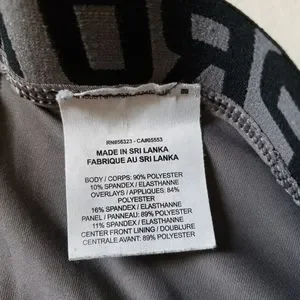 RN#56323 - CA#05553
MADE IN SRI LANKA
FABRIQUE AU SRI LANKA
BODY / CORPS: 90% POLYESTER
10% SPANDEX / ELASTHANNE
OVERLAYS / APPLIQUES: 84%
POLYESTER
16% SPANDEX / ELASTHANNE
PANEL / PANNEAU: 89% POLYESTER
11% SPANDEX / ELASTHANNE
CENTER FRONT LINING / DOUBLURE
CENTRALE AVANT: 89% POLYESTER